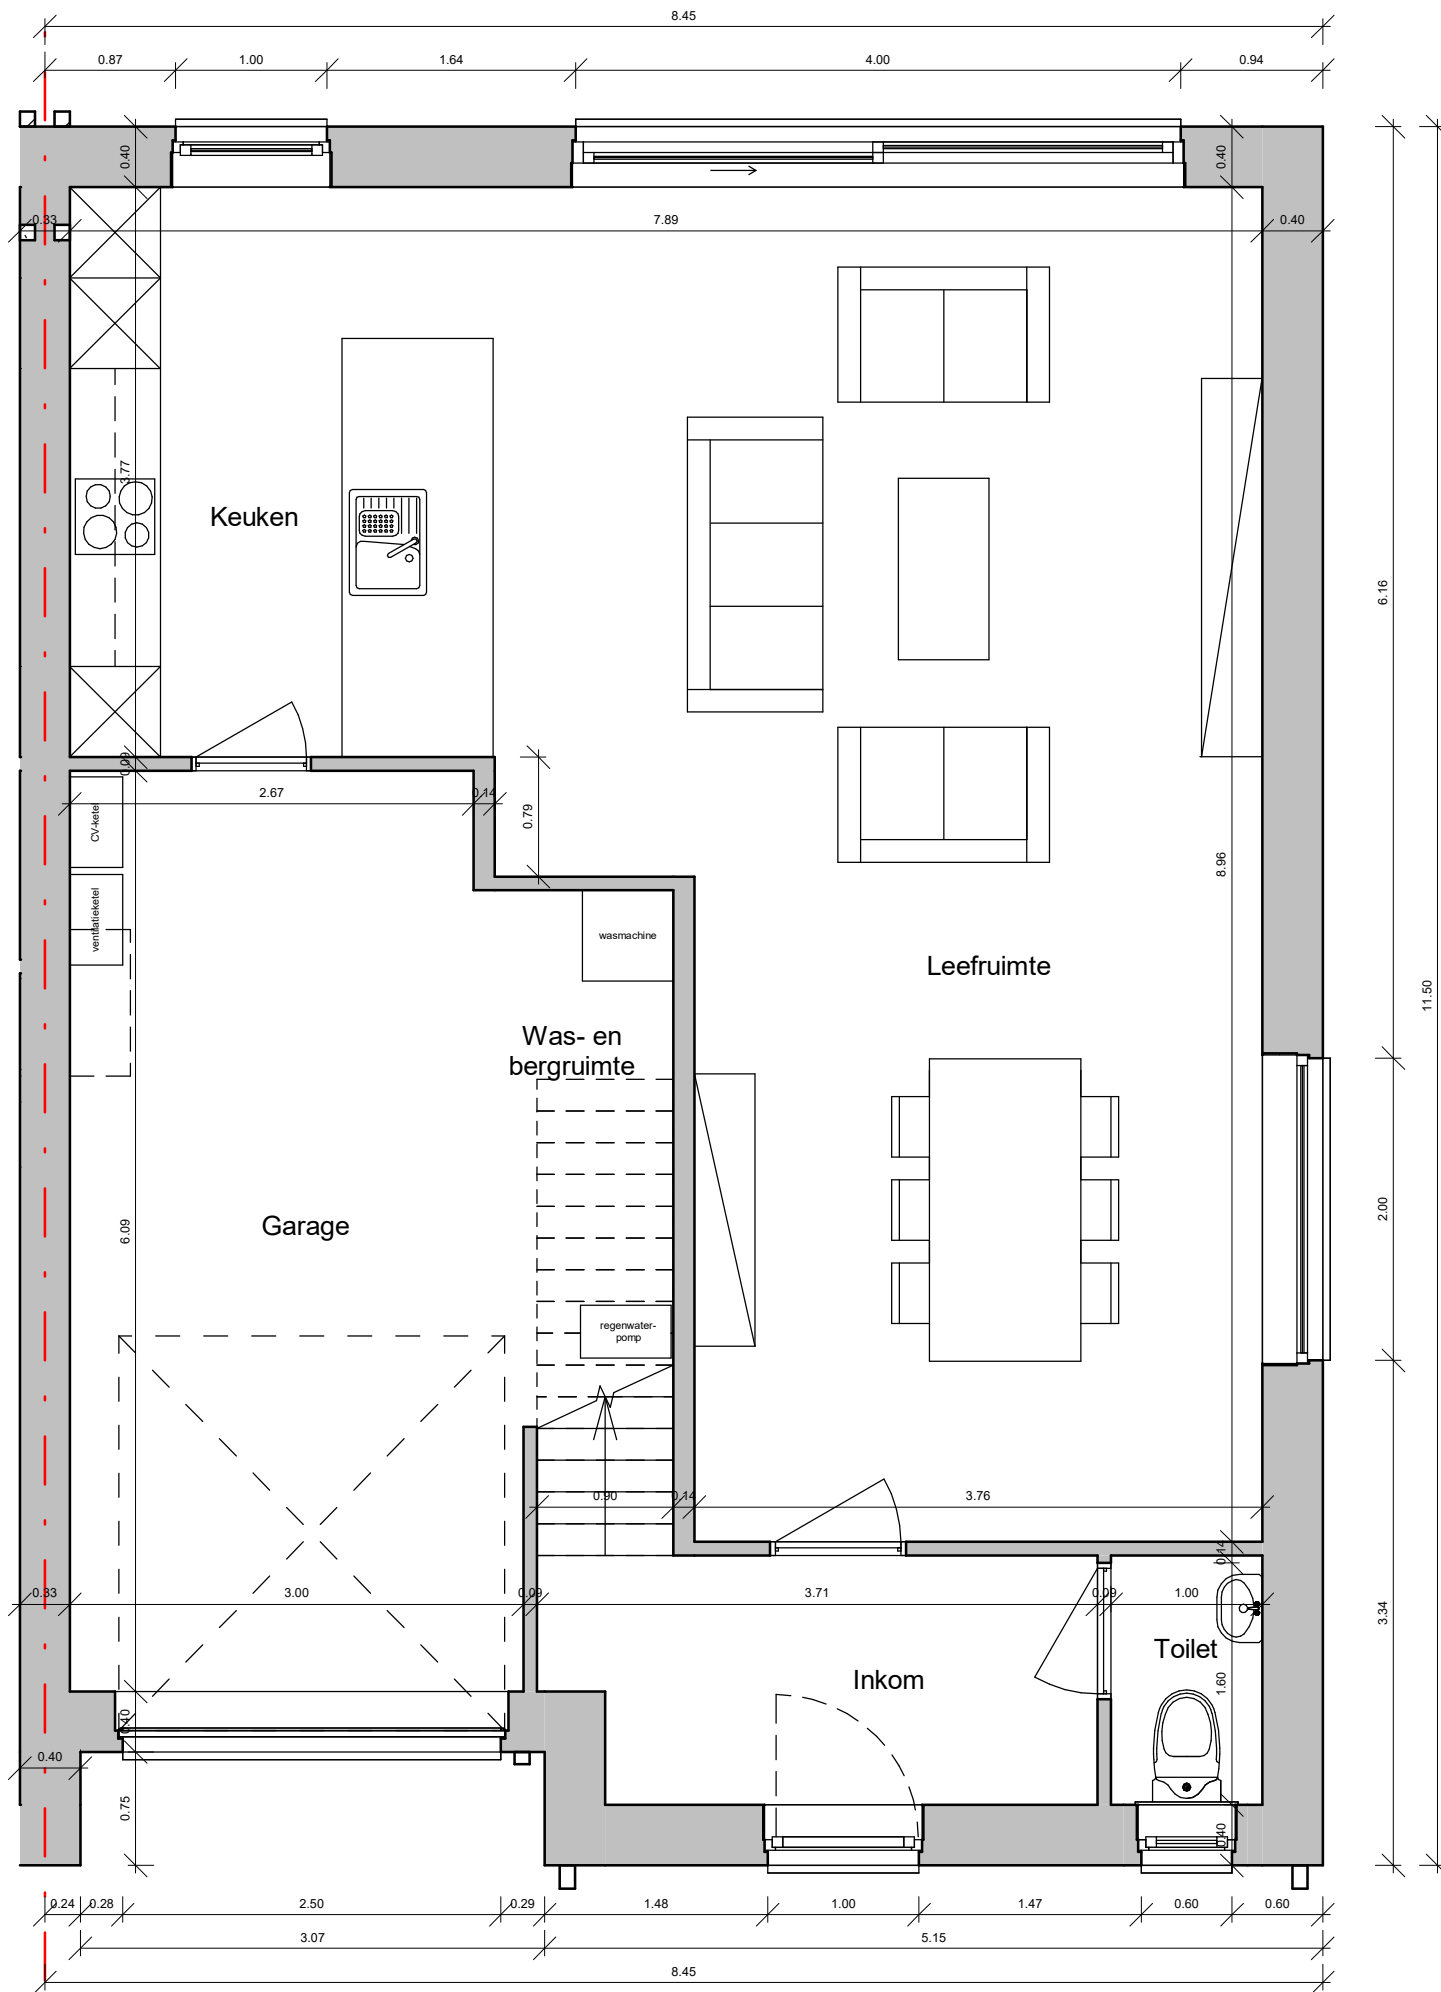 8.45
0.87 1.00 1.64 4.00 0.94
0.40 0.40
0.33 7.89 0.40
3.77
Keuken
6.16
0.09
2.67 0.14
CV-ketel
0.79
8.96
ventilatieketel
wasmachine
Leefruimte
11.50
Was- en
bergruimte
2.00
Garage
6.09
regenwater-
pomp
0.90 0.14 3.76
0.14
0.33 3.00 0.09 3.71 0.09 1.00
3.34
Toilet
Inkom
1.60
0.40
0.40
0.75
0.40
0.24 0.28 2.50 0.29 1.48 1.00 1.47 0.60 0.60
3.07 5.15
8.45